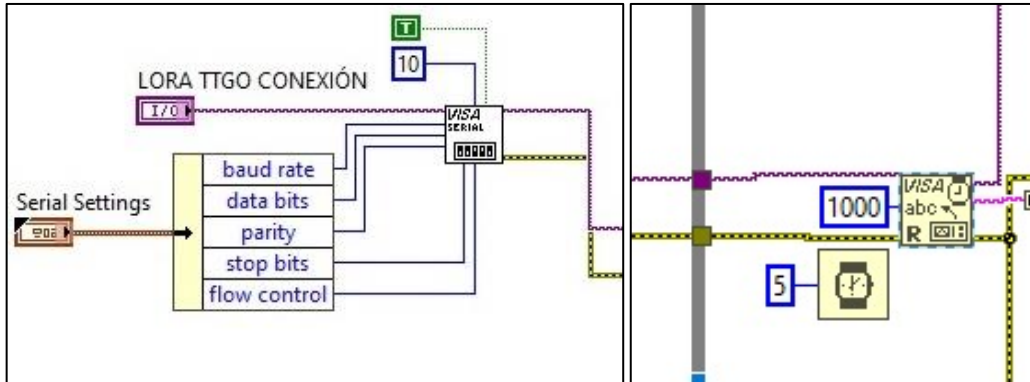 T
10
LORA TTGO CONEXIÓN
I/O
VISA
SERIAL
baud rate
data bits
parity
stop bits
flow control
Serial Settings
1000
VISA
abc
R
5